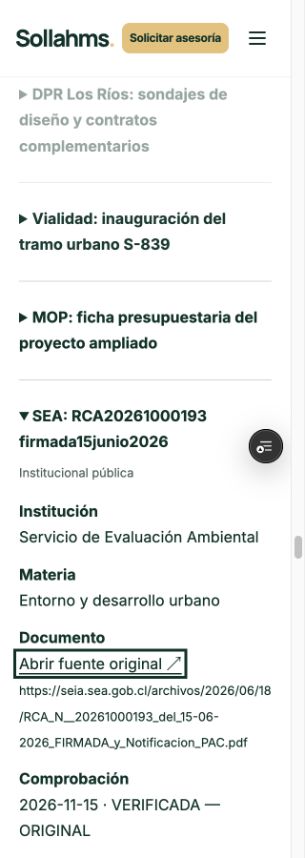 Sollahms.
Solicitar asesoría
▶ DPR Los Ríos: sondajes de
diseño y contratos
complementarios
▶ Vialidad: inauguración del
tramo urbano S-839
▶ MOP: ficha presupuestaria del
proyecto ampliado
▼ SEA: RCA20261000193
firmada15junio2026
Institucional pública
Institución
Servicio de Evaluación Ambiental
Materia
Entorno y desarrollo urbano
Documento
Abrir fuente original ↗
https://seia.sea.gob.cl/archivos/2026/06/18
/RCA_N__20261000193_del_15-06-
2026_FIRMADA_y_Notificacion_PAC.pdf
Comprobación
2026-11-15 · VERIFICADA —
ORIGINAL